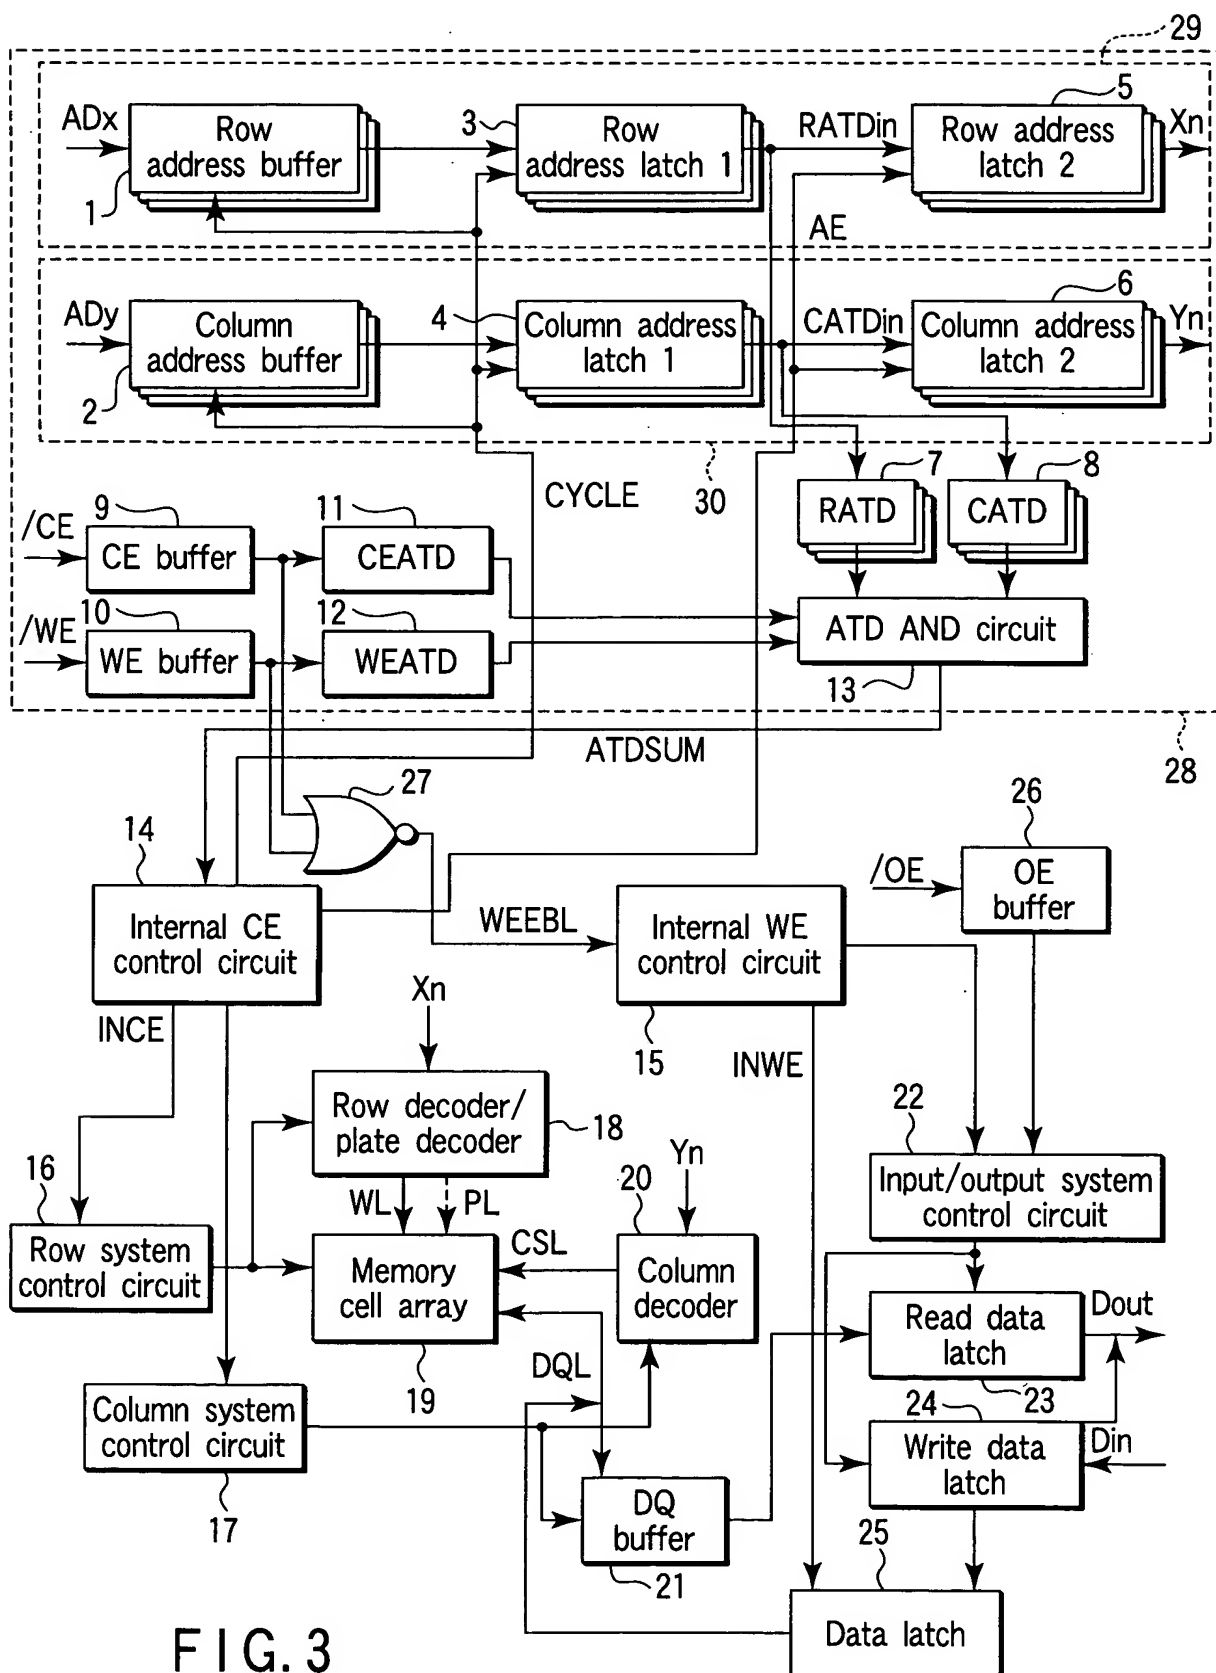 29
ADx
Row
address buffer
1
3
Row
address latch 1
RATDin
5
Row address
latch 2
Xn
AE
ADy
Column
address buffer
2
4
Column address
latch 1
CATDin
6
Column address
latch 2
Yn
30
CYCLE
7
RATD
8
CATD
/CE
9
CE buffer
11
CEATD
/WE
10
WE buffer
12
WEATD
ATD AND circuit
13
ATDSUM
28
27
14
Internal CE
control circuit
INCE
WEEBL
Internal WE
control circuit
15
INWE
26
/OE
OE
buffer
Xn
Row decoder/
plate decoder
18
WL
PL
16
Row system
control circuit
Memory
cell array
19
CSL
Yn
20
Column
decoder
22
Input/output system
control circuit
Read data
latch
23
Dout
24
Write data
latch
Din
DQL
Column system
control circuit
17
DQ
buffer
21
25
Data latch
FIG. 3